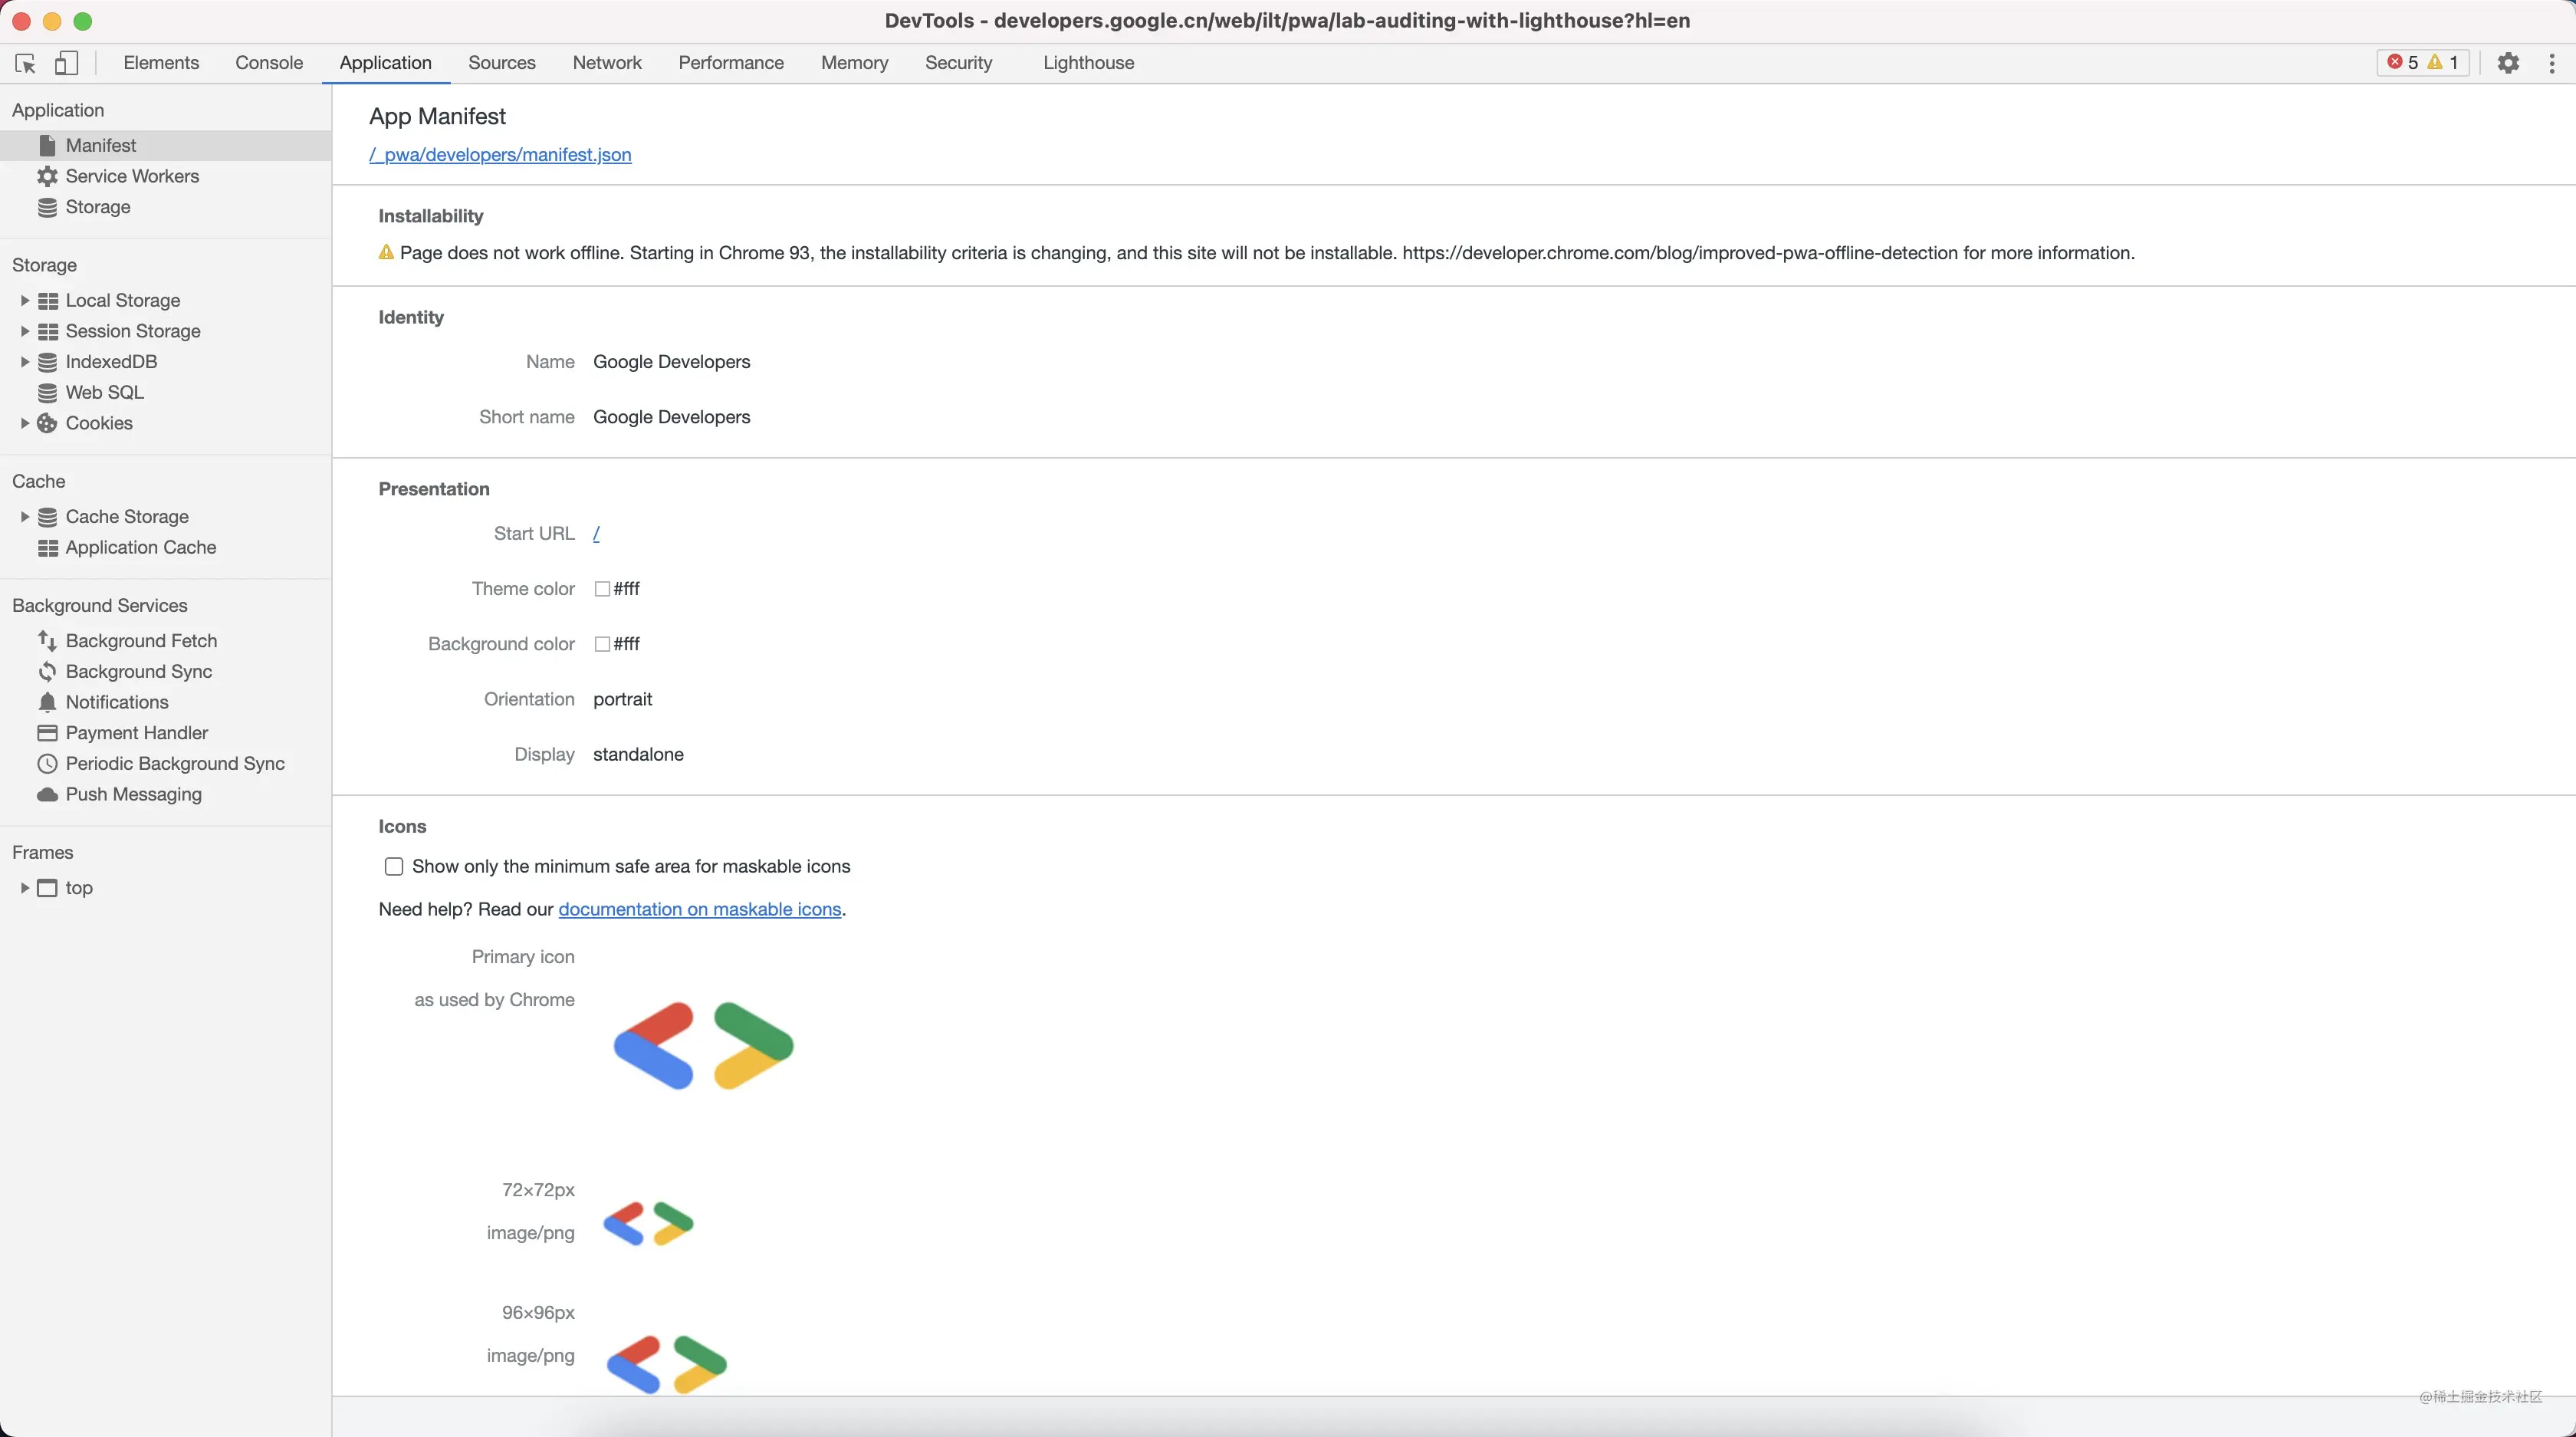 DevTools - developers.google.cn/web/ilt/pwa/lab-auditing-with-lighthouse?hl=en
Elements Console Application Sources Network Performance Memory Security Lighthouse 5 1
Application
Manifest
Service Workers
Storage
Storage
Local Storage
Session Storage
IndexedDB
Web SQL
Cookies
Cache
Cache Storage
Application Cache
Background Services
Background Fetch
Background Sync
Notifications
Payment Handler
Periodic Background Sync
Push Messaging
Frames
top
App Manifest
/_pwa/developers/manifest.json
Installability
Page does not work offline. Starting in Chrome 93, the installability criteria is changing, and this site will not be installable. https://developer.chrome.com/blog/improved-pwa-offline-detection for more information.
Identity
Name Google Developers
Short name Google Developers
Presentation
Start URL /
Theme color #fff
Background color #fff
Orientation portrait
Display standalone
Icons
Show only the minimum safe area for maskable icons
Need help? Read our documentation on maskable icons.
Primary icon
as used by Chrome
72×72px
image/png
96×96px
image/png
@稀土掘金技术社区